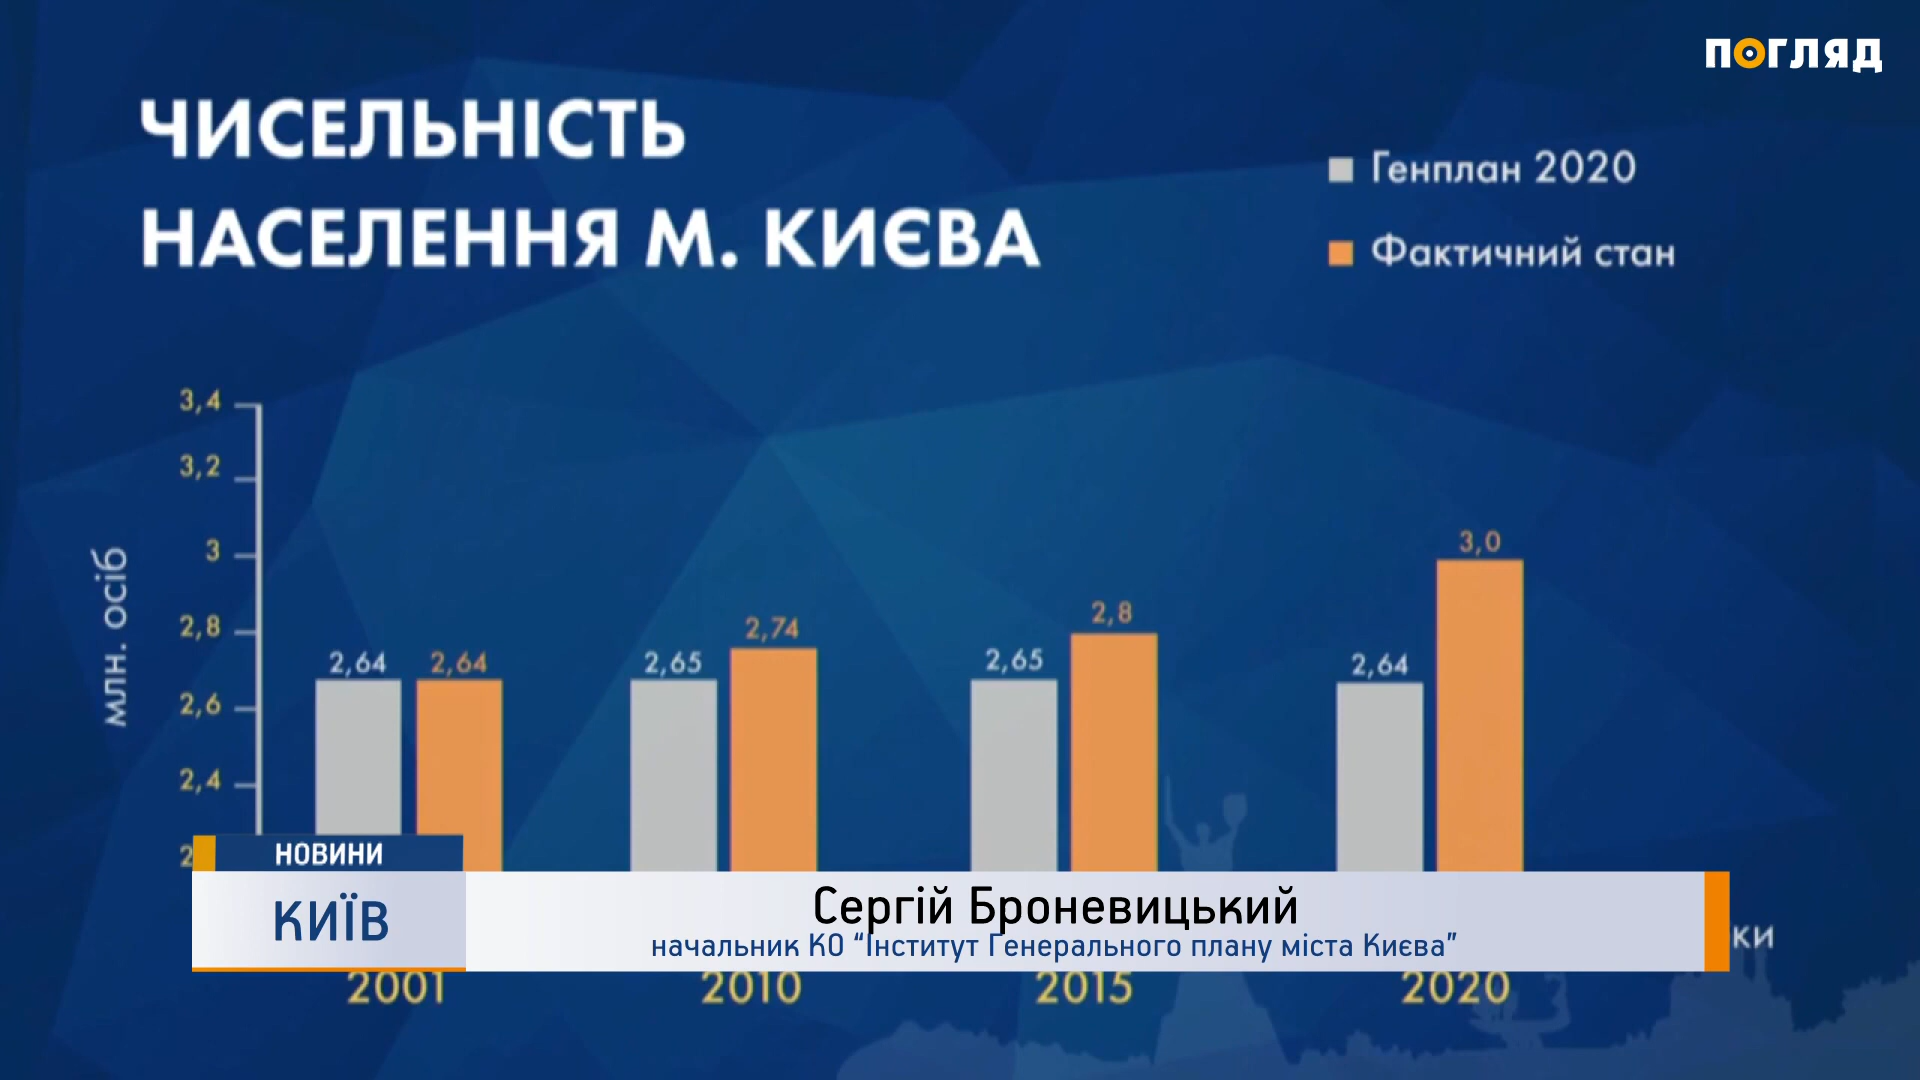 ПОГЛЯД
ЧИСЕЛЬНІСТЬ
НАСЕЛЕННЯ М. КИЄВА
Генплан 2020
Фактичний стан
млн. осіб
3,4
3,2
3
2,8
2,6
2,4
2,64
2,64
2,65
2,74
2,65
2,8
2,64
3,0
НОВИНИ
КИЇВ
Сергій Броневицький
начальник КО “Інститут Генерального плану міста Києва”
2001
2010
2015
2020